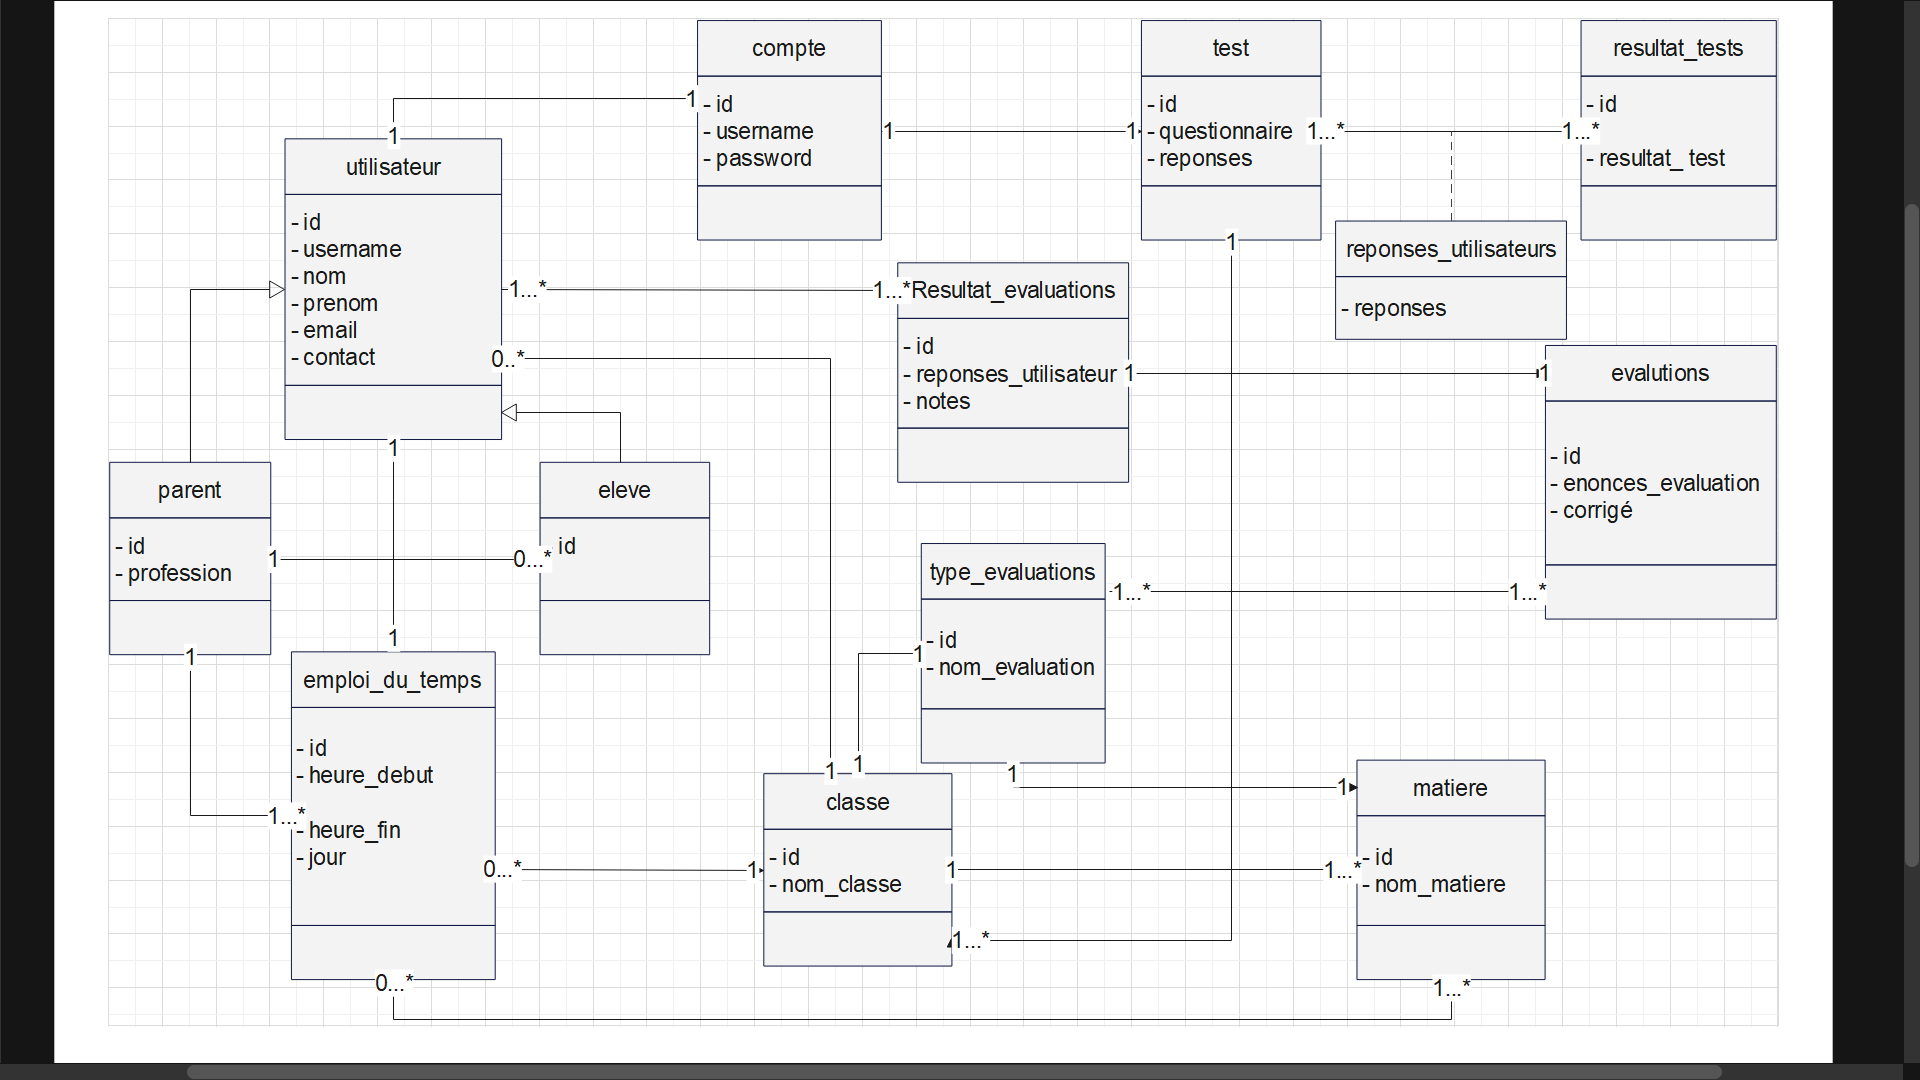 compte
- id
- username
- password
1
1
test
- id
- questionnaire
- reponses
1
1...*
1
resultat_tests
- id
- resultat_ test
1...*
reponses_utilisateurs
- reponses
1
utilisateur
- id
- username
- nom
- prenom
- email
- contact
1...*
0..*
1
1...*Resultat_evaluations
- id
- reponses_utilisateur
- notes
1
1
evalutions
- id
- enonces_evaluation
- corrigé
1...*
parent
- id
- profession
1
1
eleve
0...*
id
type_evaluations
- id
- nom_evaluation
1...*
1
1
1
emploi_du_temps
- id
- heure_debut
- heure_fin
- jour
1...*
0...*
0...*
1
1
classe
- id
- nom_classe
1
1
1...*
1
matiere
- id
- nom_matiere
1...*
1...*